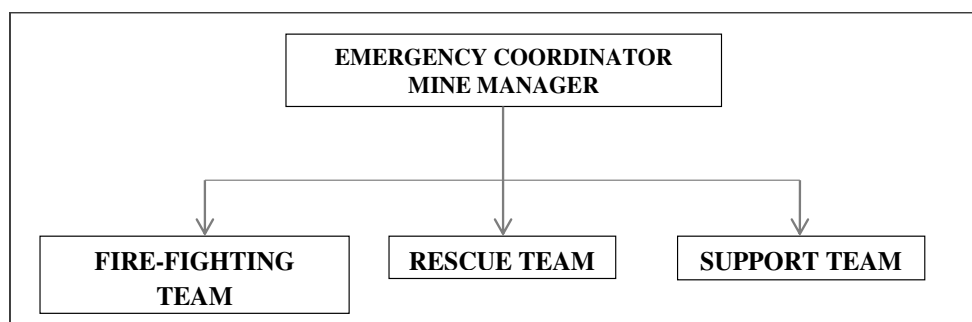 EMERGENCY COORDINATOR
MINE MANAGER
FIRE-FIGHTING
TEAM
RESCUE TEAM
SUPPORT TEAM